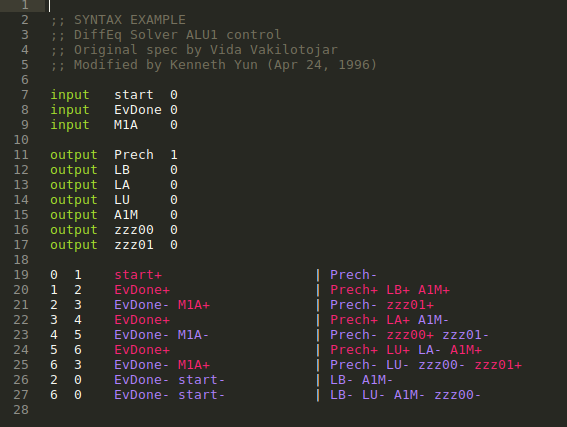 1
2 ;; SYNTAX EXAMPLE
3 ;; DiffEq Solver ALU1 control
4 ;; Original spec by Vida Vakilotojar
5 ;; Modified by Kenneth Yun (Apr 24, 1996)
6
7 input start 0
8 input EvDone 0
9 input M1A 0
10
11 output Prech 1
12 output LB 0
13 output LA 0
14 output LU 0
15 output A1M 0
16 output zzz00 0
17 output zzz01 0
18
19 0 1 start+ | Prech-
20 1 2 EvDone+ | Prech+ LB+ A1M+
21 2 3 EvDone- M1A+ | Prech- zzz01+
22 3 4 EvDone+ | Prech+ LA+ A1M-
23 4 5 EvDone- M1A- | Prech- zzz00+ zzz01-
24 5 6 EvDone+ | Prech+ LU+ LA- A1M+
25 6 3 EvDone- M1A+ | Prech- LU- zzz00- zzz01+
26 2 0 EvDone- start- | LB- A1M-
27 6 0 EvDone- start- | LB- LU- A1M- zzz00-
28